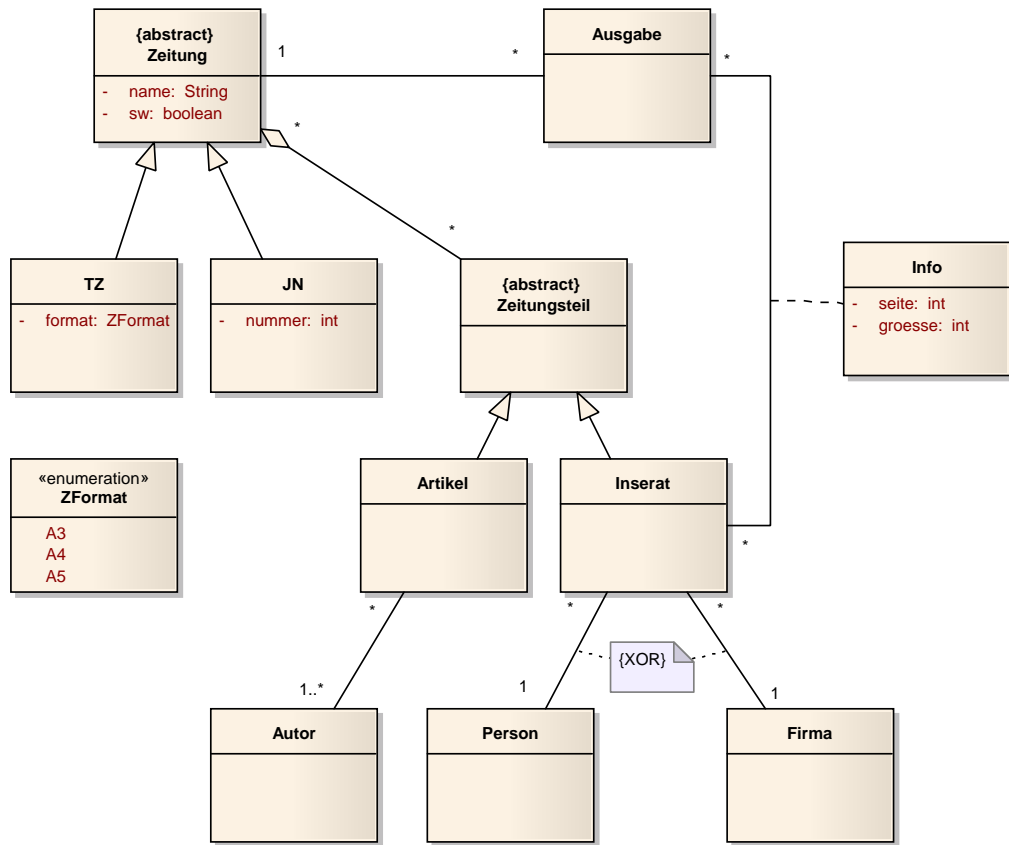 {abstract}
Zeitung
- name: String
- sw: boolean
1
*
Ausgabe
*
*
*
TZ
- format: ZFormat
JN
- nummer: int
{abstract}
Zeitungsteil
Info
- seite: int
- groesse: int
«enumeration»
ZFormat
A3
A4
A5
Artikel
Inserat
*
*
*
*
{XOR}
1..*
1
1
Autor
Person
Firma